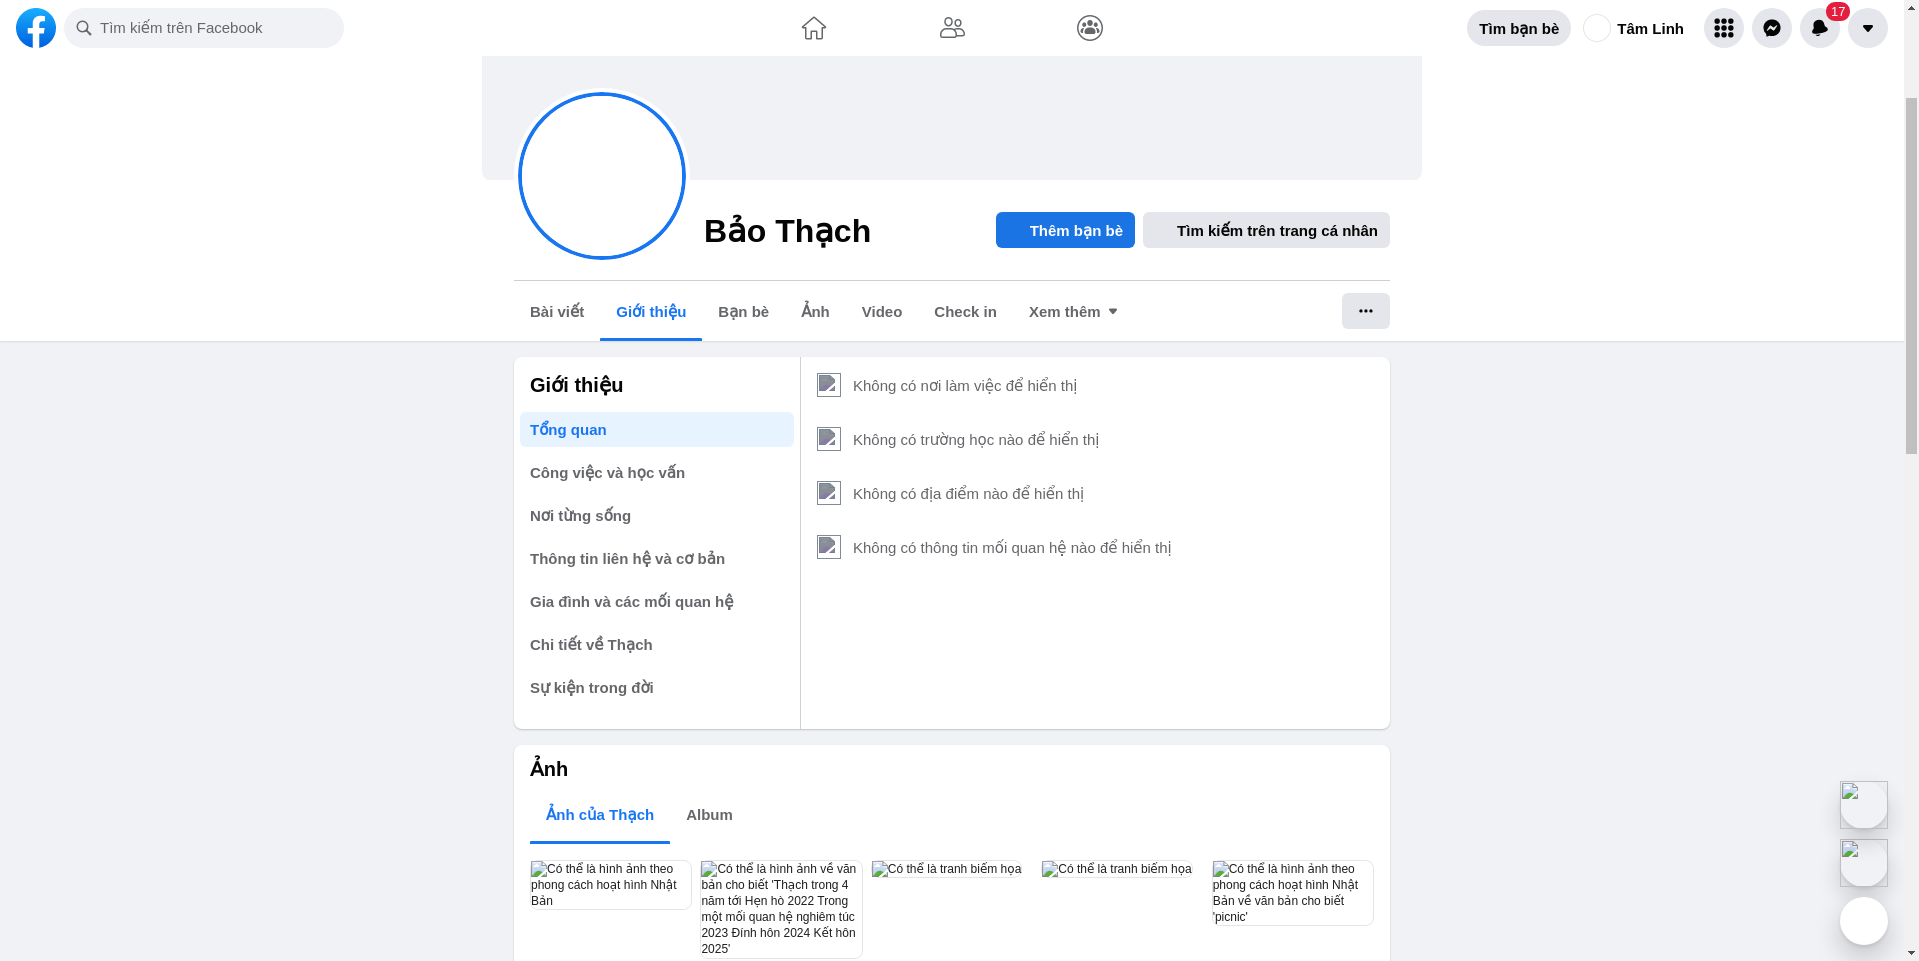 Tìm kiếm trên Facebook
Tìm bạn bè
Tâm Linh
17
Bảo Thạch
Thêm bạn bè
Tìm kiếm trên trang cá nhân
Bài viết
Giới thiệu
Bạn bè
Ảnh
Video
Check in
Xem thêm
Giới thiệu
Tổng quan
Công việc và học vấn
Nơi từng sống
Thông tin liên hệ và cơ bản
Gia đình và các mối quan hệ
Chi tiết về Thạch
Sự kiện trong đời
Không có nơi làm việc để hiển thị
Không có trường học nào để hiển thị
Không có địa điểm nào để hiển thị
Không có thông tin mối quan hệ nào để hiển thị
Ảnh
Ảnh của Thạch
Album
Có thể là hình ảnh theo
phong cách hoạt hình Nhật
Bản
Có thể là hình ảnh về văn
bản cho biết 'Thạch trong 4
năm tới Hẹn hò 2022 Trong
một mối quan hệ nghiêm túc
2023 Đính hôn 2024 Kết hôn
2025'
Có thể là tranh biếm họa
Có thể là tranh biếm họa
Có thể là hình ảnh theo
phong cách hoạt hình Nhật
Bản về văn bản cho biết
'picnic'